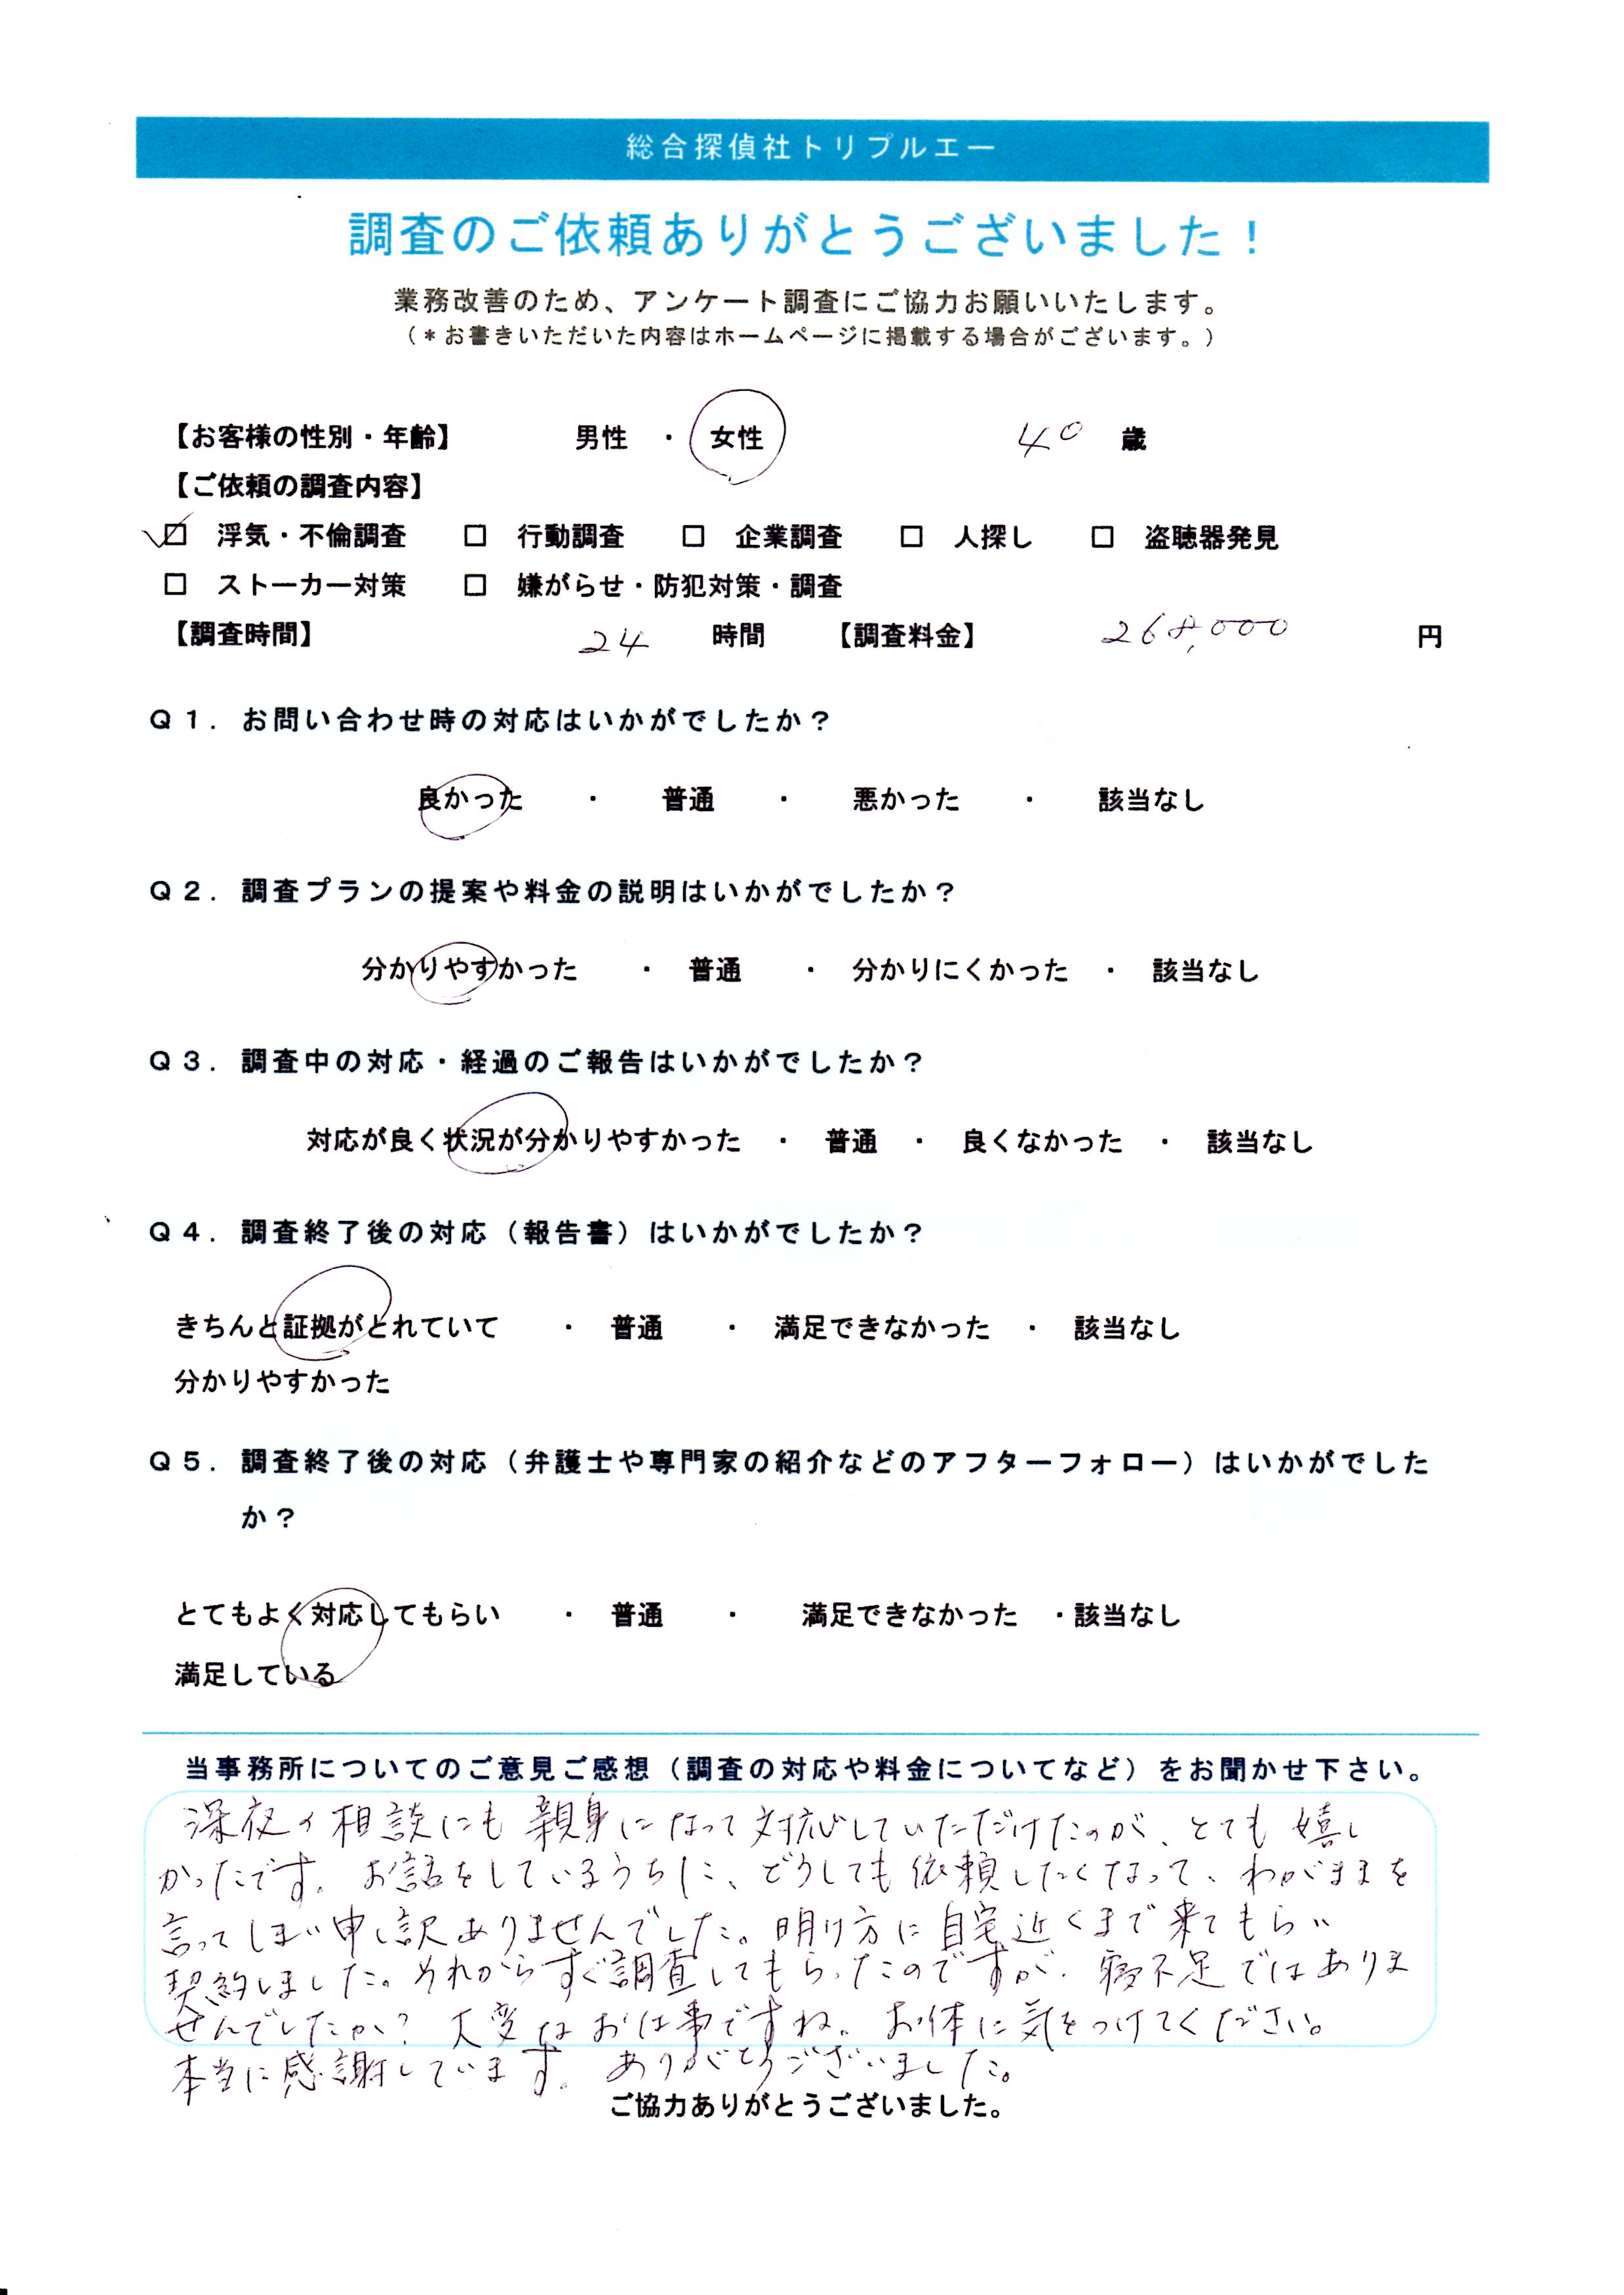 総合探偵社トリプルエー
調査のご依頼ありがとうございました！
業務改善のため、アンケート調査にご協力お願いいたします。
（＊お書きいただいた内容はホームページに掲載する場合がございます。）
【お客様の性別・年齢】 男性 ・ 女性 40 歳
【ご依頼の調査内容】
☑ 浮気・不倫調査 □ 行動調査 □ 企業調査 □ 人探し □ 盗聴器発見
□ ストーカー対策 □ 嫌がらせ・防犯対策・調査
【調査時間】 24 時間 【調査料金】 268,000 円
Ｑ１．お問い合わせ時の対応はいかがでしたか？
良かった ・ 普通 ・ 悪かった ・ 該当なし
Ｑ２．調査プランの提案や料金の説明はいかがでしたか？
分かりやすかった ・ 普通 ・ 分かりにくかった ・ 該当なし
Ｑ３．調査中の対応・経過のご報告はいかがでしたか？
対応が良く状況が分かりやすかった ・ 普通 ・ 良くなかった ・ 該当なし
Ｑ４．調査終了後の対応（報告書）はいかがでしたか？
きちんと証拠がとれていて ・ 普通 ・ 満足できなかった ・ 該当なし
分かりやすかった
Ｑ５．調査終了後の対応（弁護士や専門家の紹介などのアフターフォロー）はいかがでした
か？
とてもよく対応してもらい ・ 普通 ・ 満足できなかった ・該当なし
満足している
当事務所についてのご意見ご感想（調査の対応や料金についてなど）をお聞かせ下さい。
深夜の相談にも親身になって対応していただけたのが、とても嬉し
かったです。お話をしているうちに、どうしても依頼したくなって、わがままを
言ってしまい申し訳ありませんでした。明け方に自宅近くまで来てもらい
契約しました。それからすぐ調査してもらったのですが、寝不足ではありま
せんでしたか？大変なお仕事ですね。お体に気をつけてください。
本当に感謝しています。ありがとうございました。
ご協力ありがとうございました。